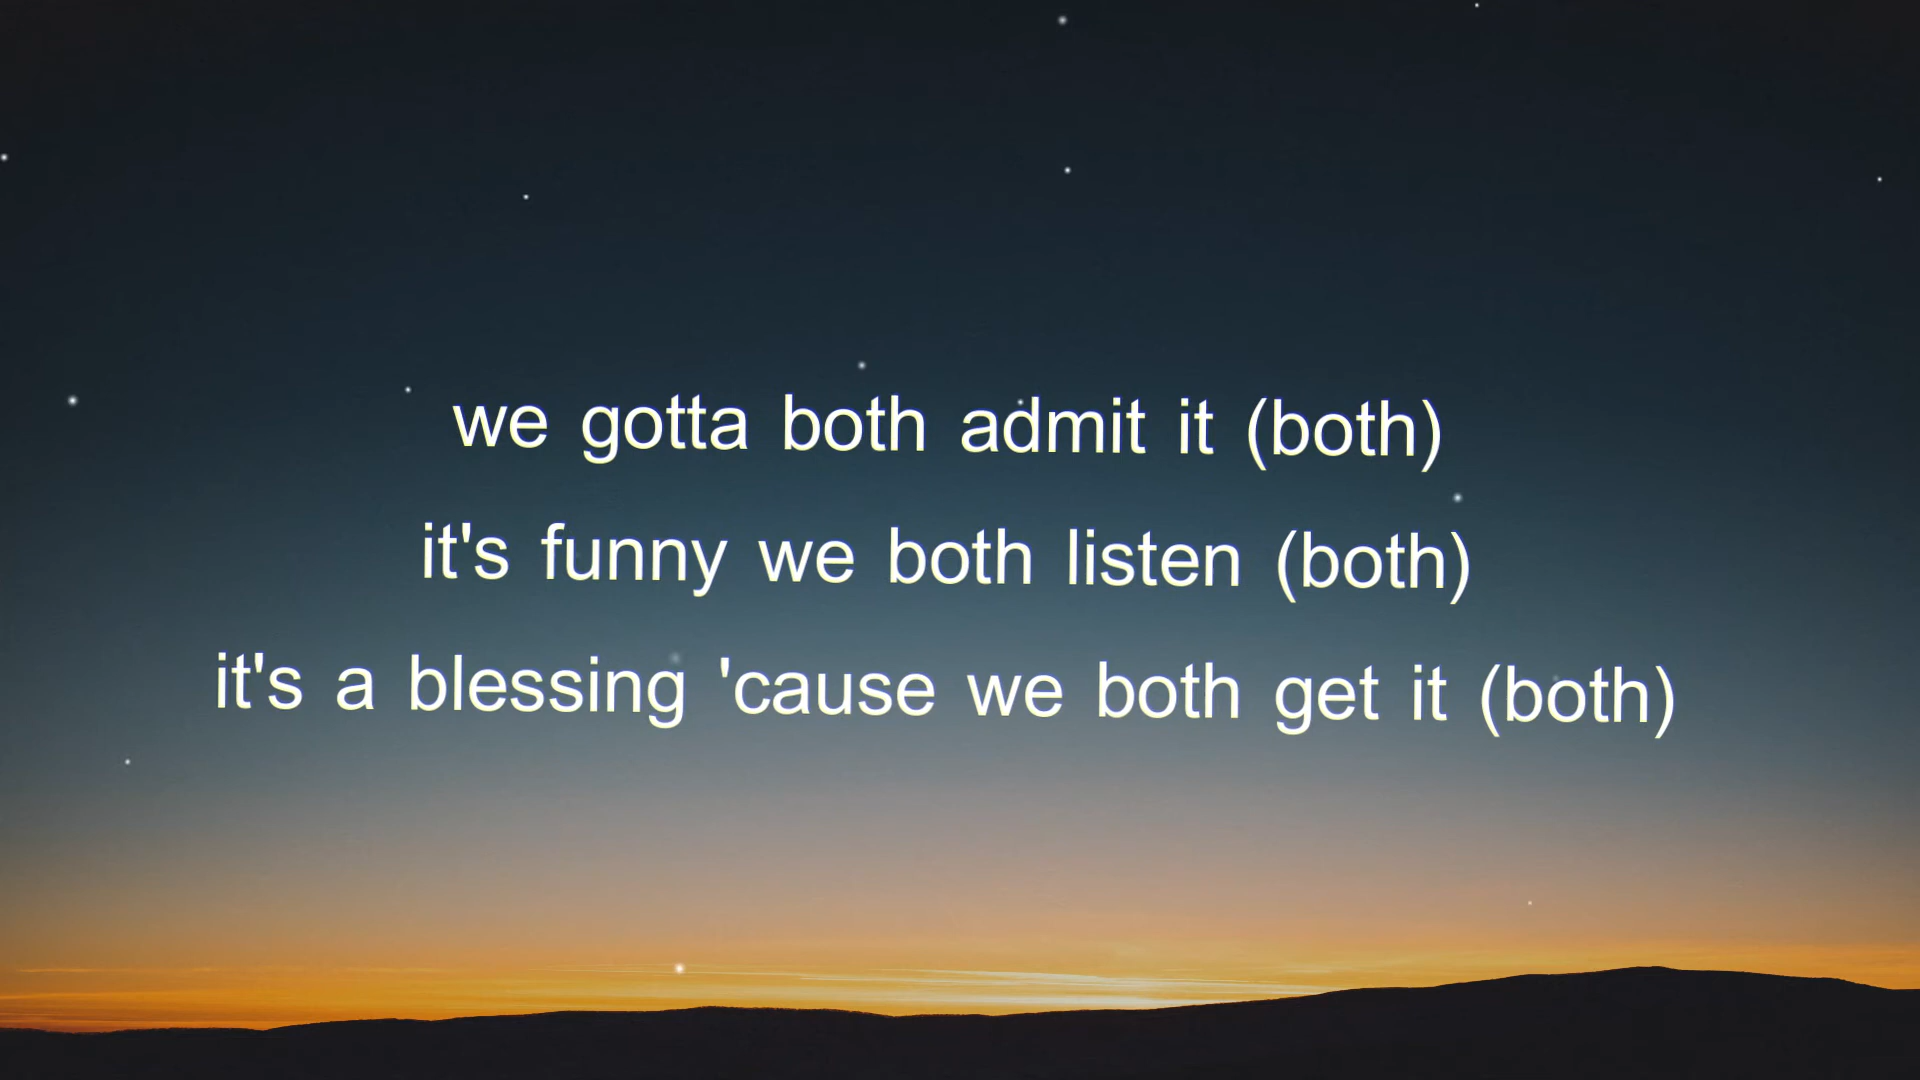 we gotta both admit it (both)
it's funny we both listen (both)
it's a blessing 'cause we both get it (both)